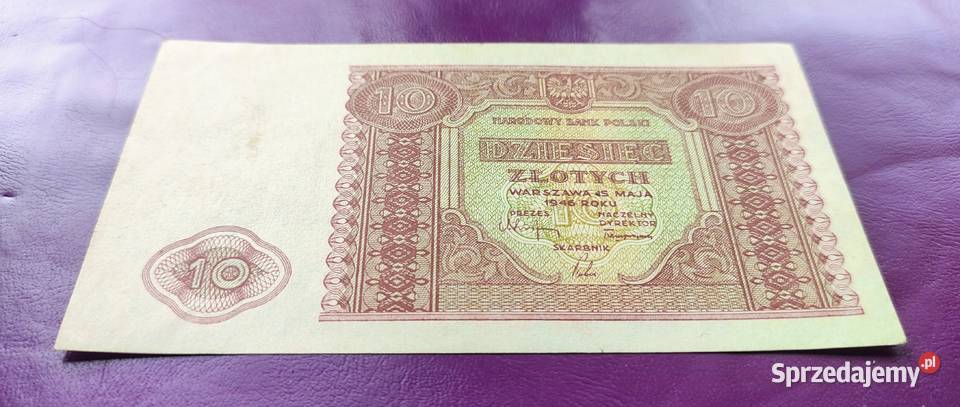 10 10
NARODOWY BANK POLSKI
DZIESIĘĆ
ZŁOTYCH
WARSZAWA 15 MAJA
1946 ROKU
PREZES NACZELNY
DYREKTOR
SKARBNIK
10
10
Sprzedajemy.pl